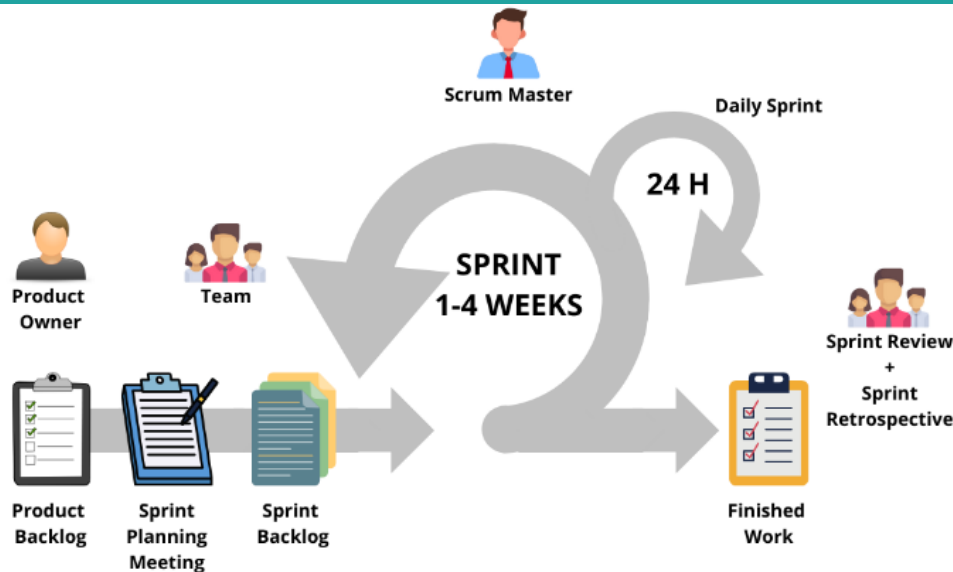 Scrum Master
Daily Sprint
24 H
SPRINT
1-4 WEEKS
Product
Owner
Team
Sprint Review
+
Sprint
Retrospective
Product
Backlog
Sprint
Planning
Meeting
Sprint
Backlog
Finished
Work